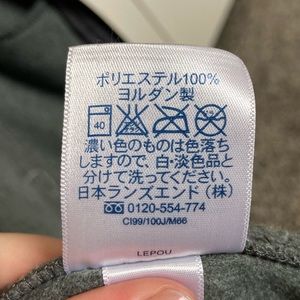 ポリエステル100%
ヨルダン製
40
濃い色のものは色落ち
しますので、白・淡色品と
分けて洗ってください。
日本ランズエンド(株)
0120-554-774
CI99/100J/M66
LEPOU